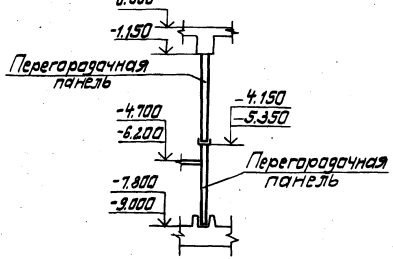 -1.150
Перегородочная
панель
-4.700
-6.200
-4.150
-5.350
Перегородочная
панель
-7.800
-9.000